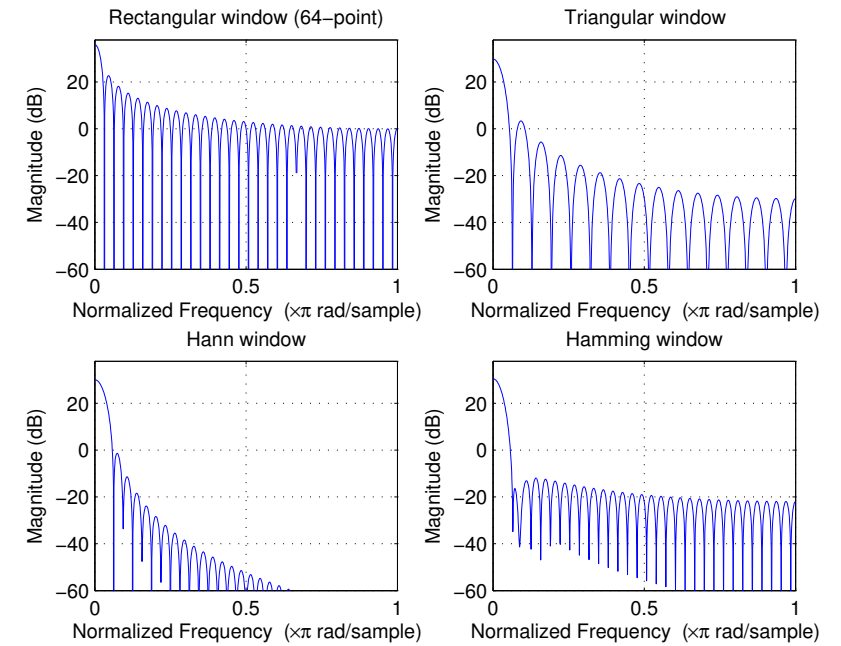 Rectangular window (64−point)
20
0
−20
−40
−60
Magnitude (dB)
0
0.5
1
Normalized Frequency (×π rad/sample)
Triangular window
20
0
−20
−40
−60
Magnitude (dB)
0
0.5
1
Normalized Frequency (×π rad/sample)
Hann window
20
0
−20
−40
−60
Magnitude (dB)
0
0.5
1
Normalized Frequency (×π rad/sample)
Hamming window
20
0
−20
−40
−60
Magnitude (dB)
0
0.5
1
Normalized Frequency (×π rad/sample)